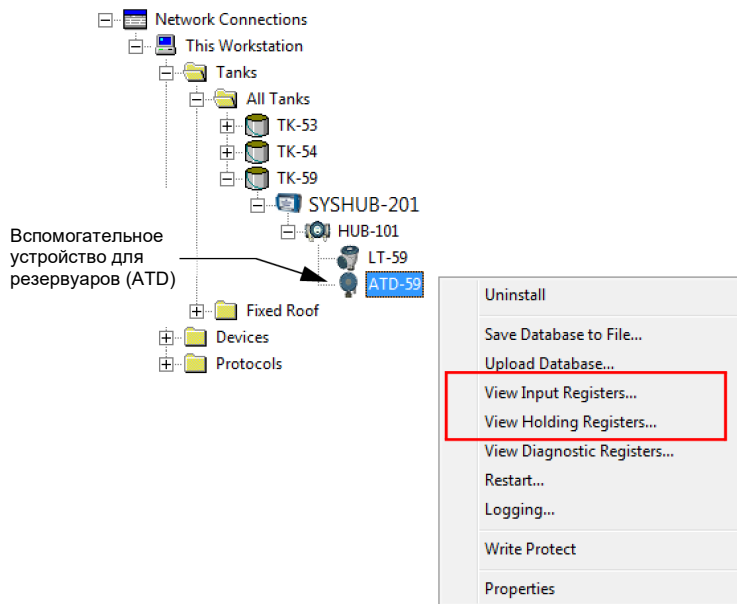 Network Connections
This Workstation
Tanks
All Tanks
TK-53
TK-54
TK-59
SYSHUB-201
HUB-101
LT-59
ATD-59
Fixed Roof
Devices
Protocols
Вспомогательное
устройство для
резервуаров (ATD)
Uninstall
Save Database to File...
Upload Database...
View Input Registers...
View Holding Registers...
View Diagnostic Registers...
Restart...
Logging...
Write Protect
Properties